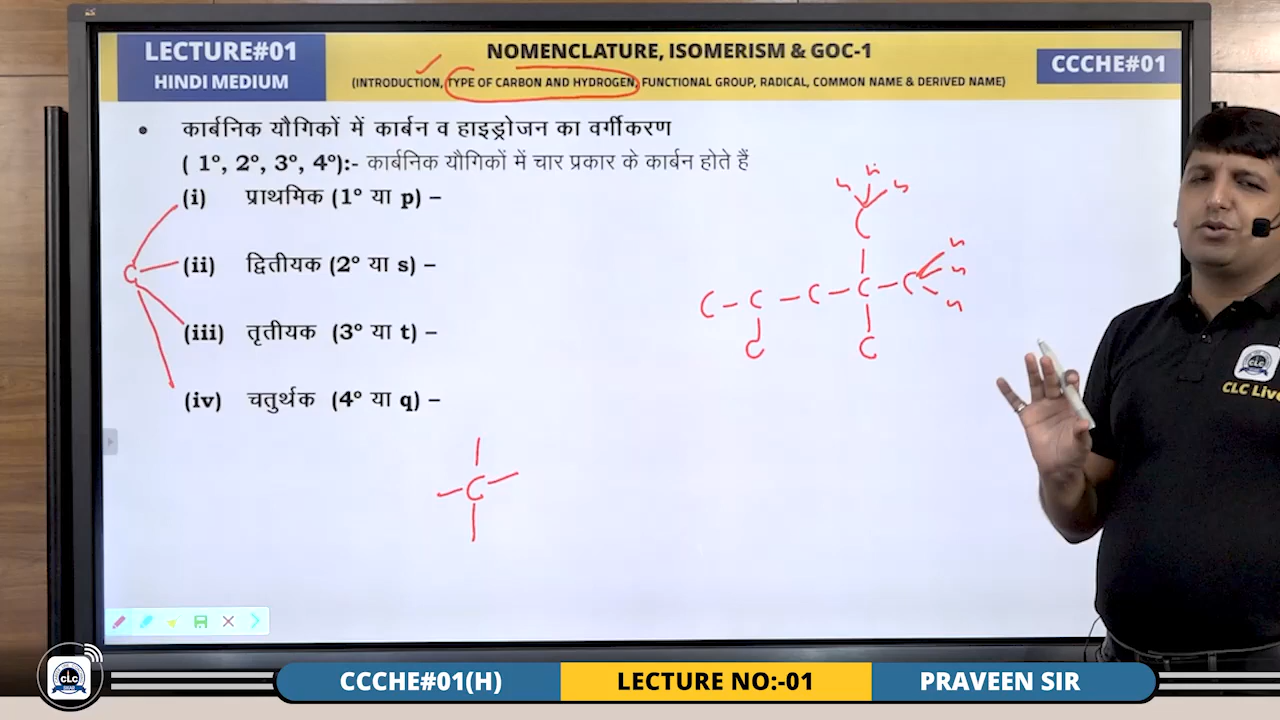 LECTURE#01
HINDI MEDIUM
NOMENCLATURE, ISOMERISM & GOC-1
(INTRODUCTION, TYPE OF CARBON AND HYDROGEN, FUNCTIONAL GROUP, RADICAL, COMMON NAME & DERIVED NAME)
CCCHE#01
• कार्बनिक यौगिकों में कार्बन व हाइड्रोजन का वर्गीकरण
( 1°, 2°, 3°, 4°):- कार्बनिक यौगिकों में चार प्रकार के कार्बन होते हैं
(i) प्राथमिक (1° या p) –
(ii) द्वितीयक (2° या s) –
(iii) तृतीयक (3° या t) –
(iv) चतुर्थक (4° या q) –
C
H H H
C
H
C – C – C – C – C H
H
C C
C
CLC
CLC Live
CLC
CCCHE#01(H)
LECTURE NO:-01
PRAVEEN SIR